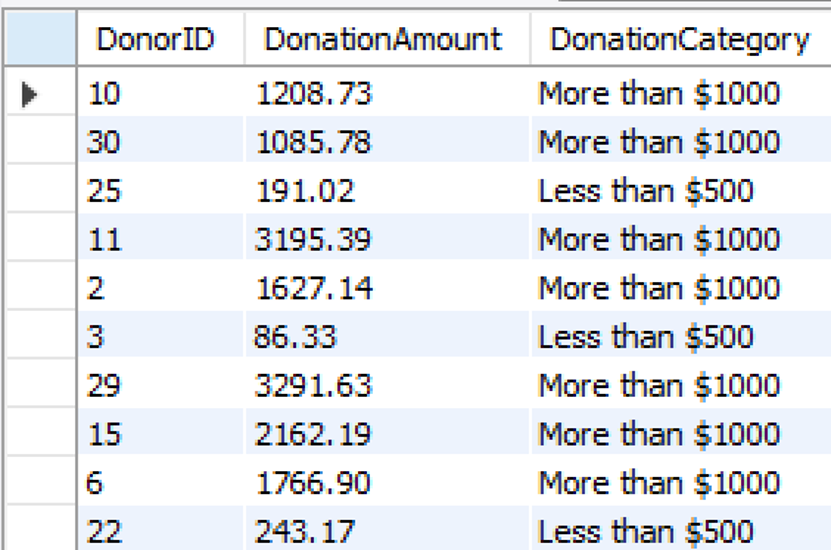 DonorID DonationAmount DonationCategory
10 1208.73 More than $1000
30 1085.78 More than $1000
25 191.02 Less than $500
11 3195.39 More than $1000
2 1627.14 More than $1000
3 86.33 Less than $500
29 3291.63 More than $1000
15 2162.19 More than $1000
6 1766.90 More than $1000
22 243.17 Less than $500